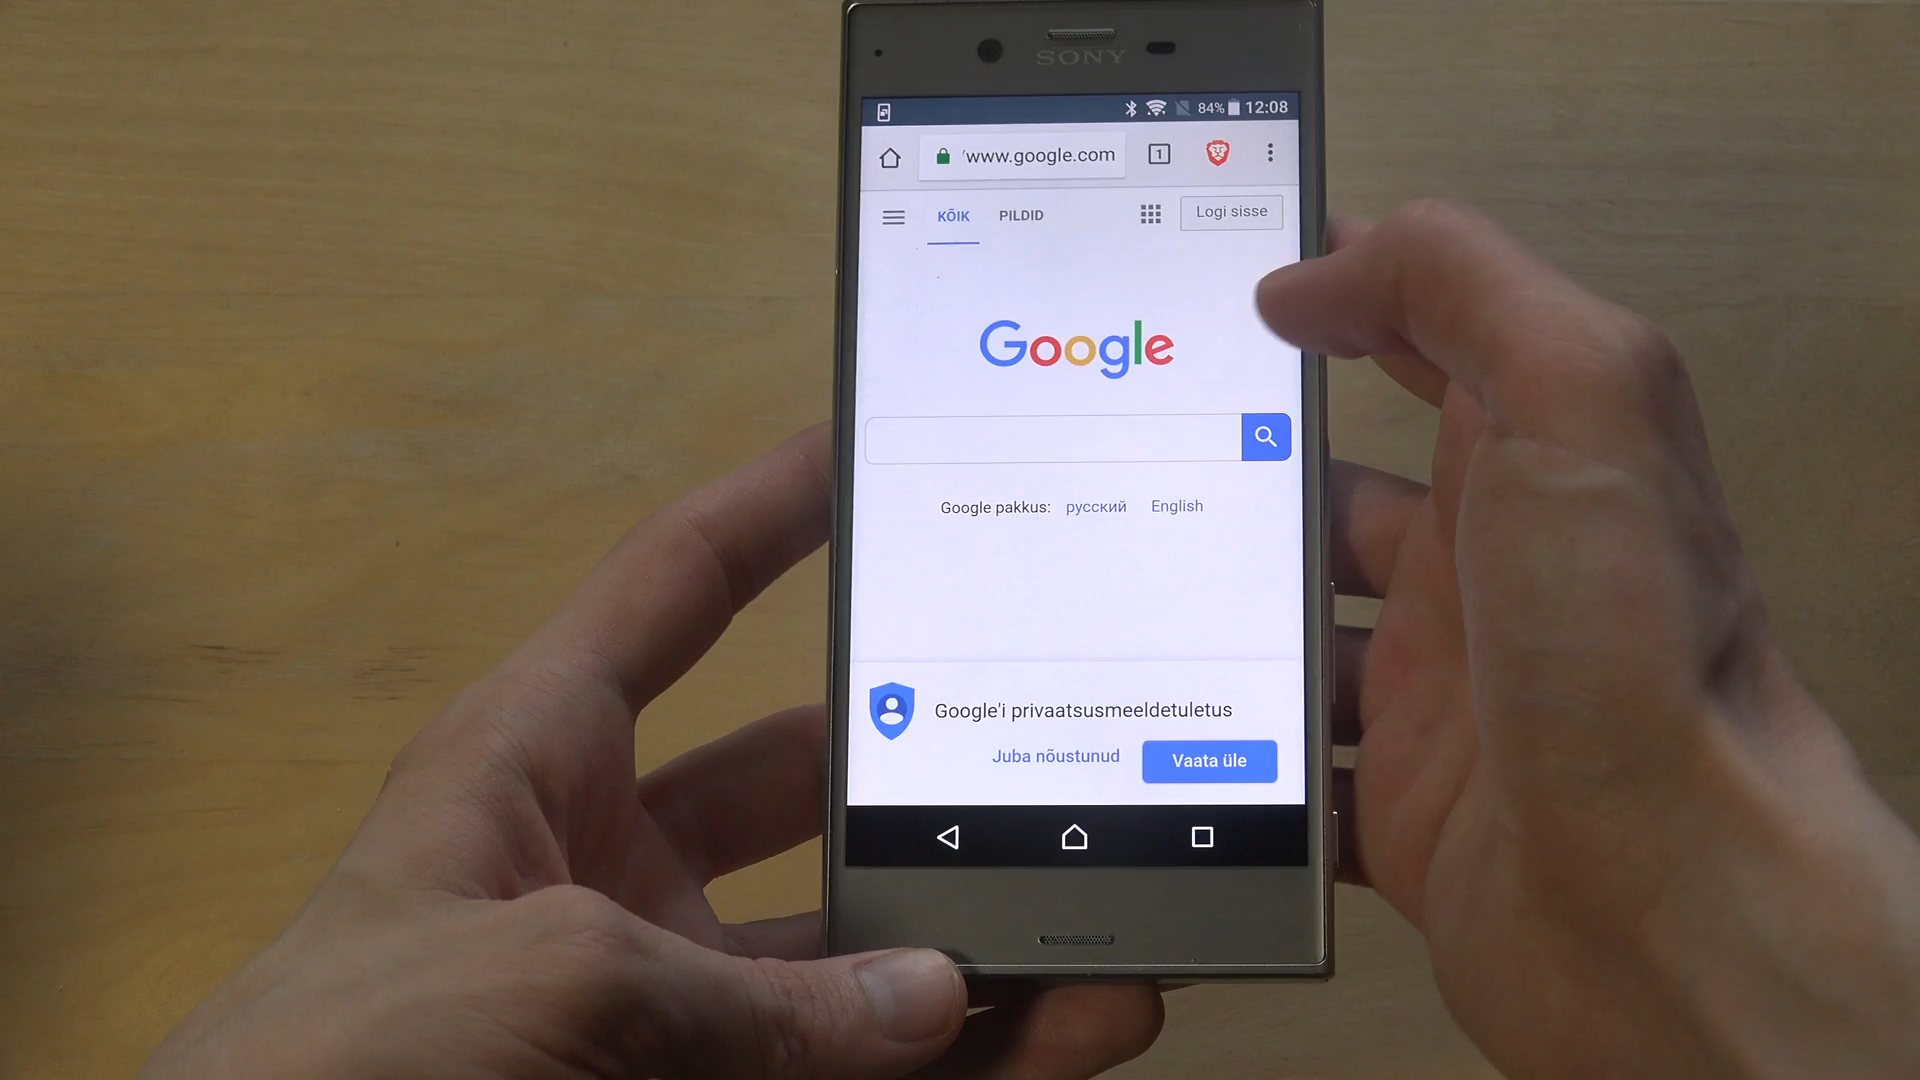 SONY
84% 12:08
www.google.com 1
KÕIK PILDID Logi sisse
Google
Google pakkus: русский English
Google'i privaatsusmeeldetuletus
Juba nõustunud Vaata üle